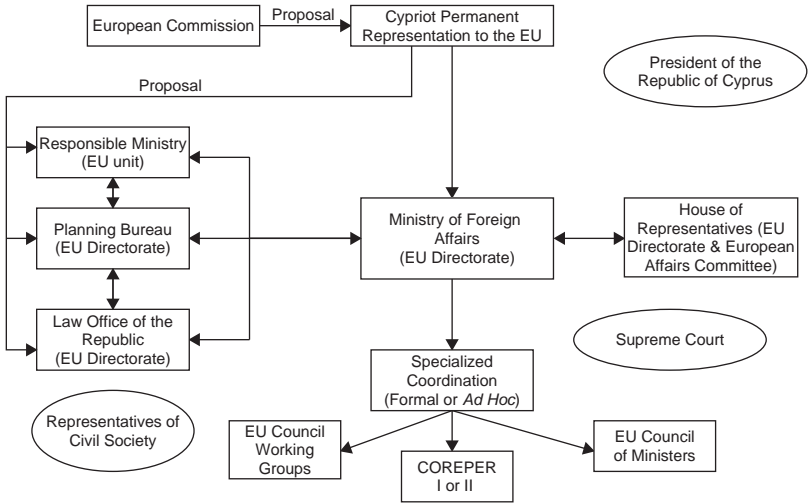 European Commission
Proposal
Cypriot Permanent
Representation to the EU
President of the
Republic of Cyprus
Proposal
Responsible Ministry
(EU unit)
Planning Bureau
(EU Directorate)
Ministry of Foreign
Affairs
(EU Directorate)
House of
Representatives (EU
Directorate & European
Affairs Committee)
Law Office of the
Republic
(EU Directorate)
Supreme Court
Specialized
Coordination
(Formal or Ad Hoc)
Representatives of
Civil Society
EU Council
Working
Groups
COREPER
I or II
EU Council
of Ministers